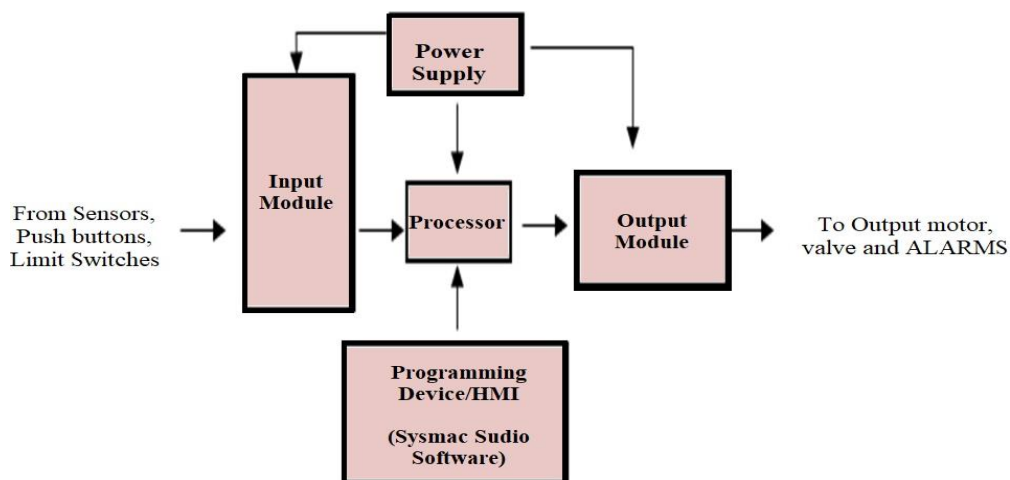 Power
Supply
Input
Module
Processor
Output
Module
From Sensors,
Push buttons,
Limit Switches
To Output motor,
valve and ALARMS
Programming
Device/HMI
(Sysmac Sudio
Software)